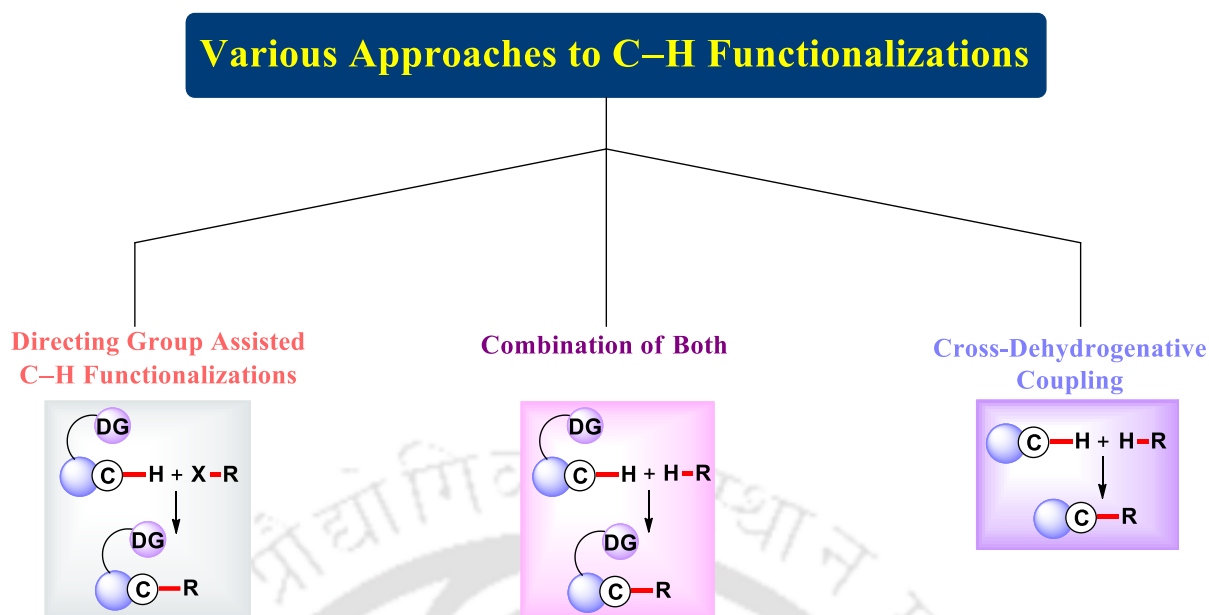 Various Approaches to C–H Functionalizations
Directing Group Assisted
C–H Functionalizations
DG
C–H + X–R
DG
C–R
Combination of Both
DG
C–H + H–R
DG
C–R
Cross-Dehydrogenative
Coupling
C–H + H–R
C–R